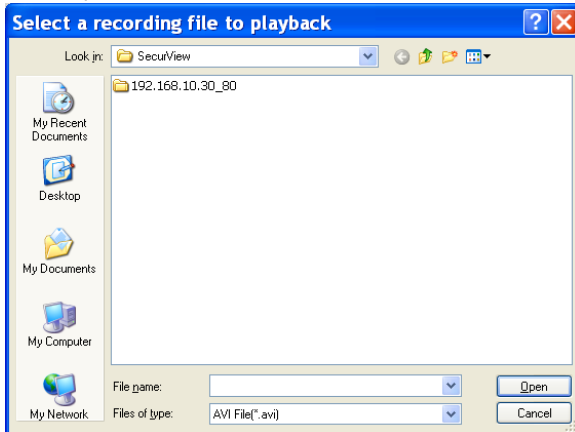 Select a recording file to playback
Look in: SecurView
192.168.10.30_80
My Recent
Documents
Desktop
My Documents
My Computer
My Network
File name:
Files of type: AVI File(*.avi)
Open
Cancel